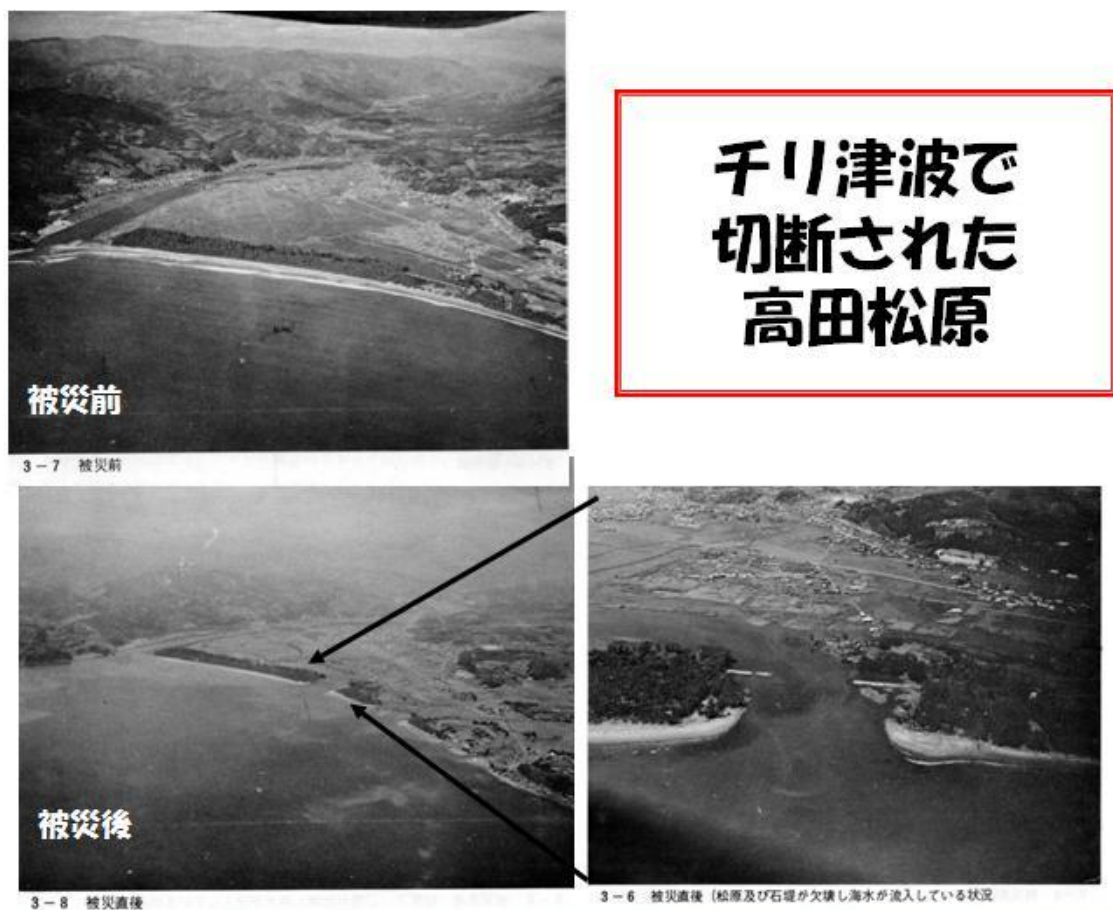 チリ津波で
切断された
高田松原
被災前
3－7 被災前
被災後
3－8 被災直後
3－6 被災直後（松原及び石堤が欠壊し海水が流入している状況